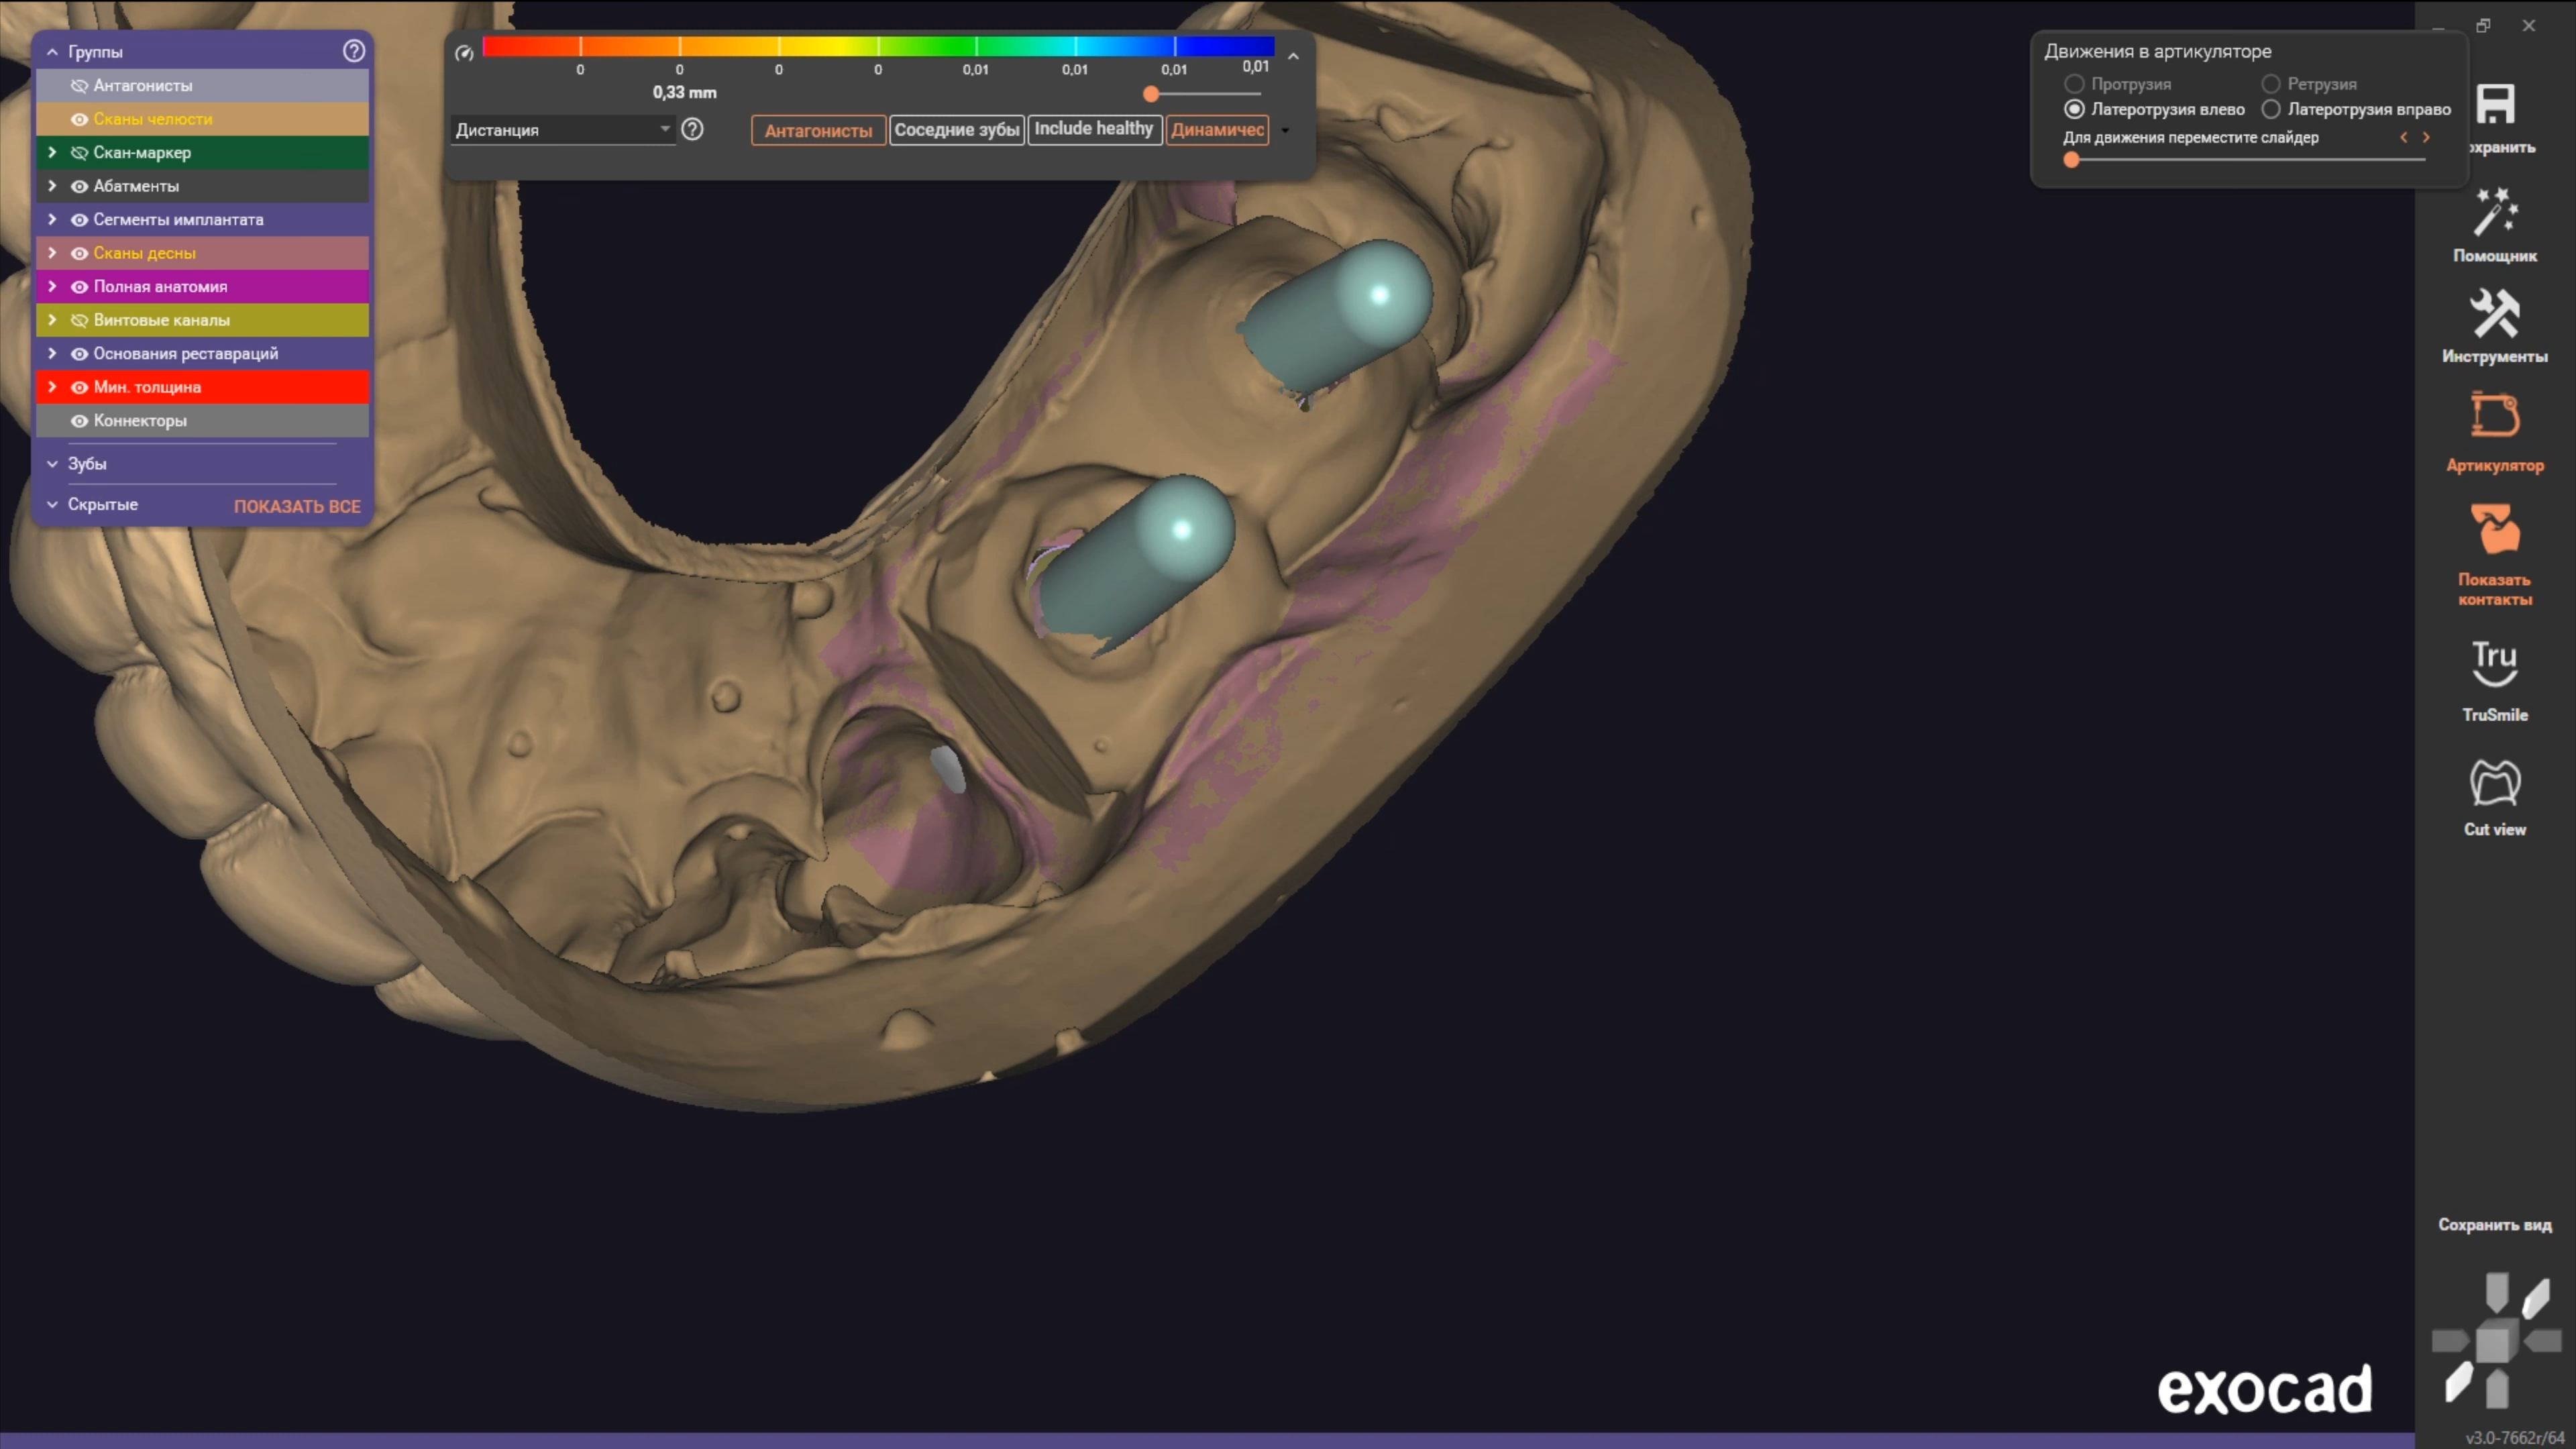 Группы
Антагонисты
Сканы челюсти
Скан-маркер
Абатменты
Сегменты имплантата
Сканы десны
Полная анатомия
Винтовые каналы
Основания реставраций
Мин. толщина
Коннекторы
Зубы
Скрытые ПОКАЗАТЬ ВСЕ
0 0 0 0 0,01 0,01 0,01 0,01
0,33 mm
Дистанция Антагонисты Соседние зубы Include healthy Динамичес
Движения в артикуляторе
Протрузия Ретрузия
Латеротрузия влево Латеротрузия вправо
Для движения переместите слайдер
охранить
Помощник
Инструменты
Артикулятор
Показать
контакты
Tru
TruSmile
Cut view
Сохранить вид
exocad
v3.0-7662r/64